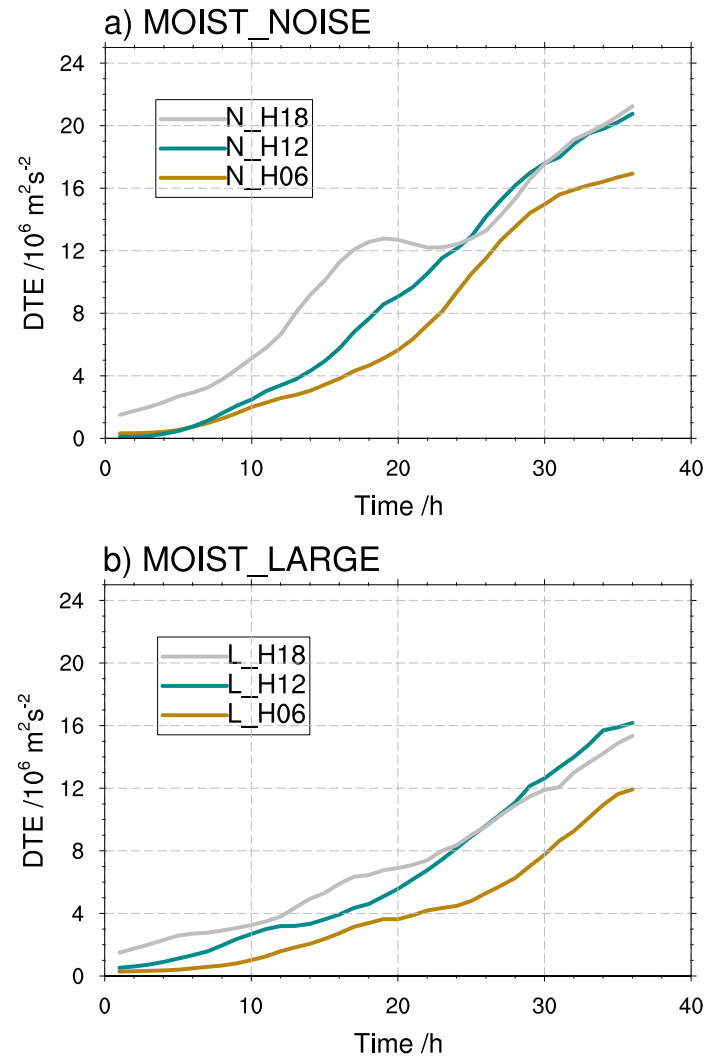 a) MOIST_NOISE
24
20
16
12
8
4
0
DTE /10⁶ m²s⁻²
N_H18
N_H12
N_H06
0 10 20 30 40
Time /h
b) MOIST_LARGE
24
20
16
12
8
4
0
DTE /10⁶ m²s⁻²
L_H18
L_H12
L_H06
0 10 20 30 40
Time /h